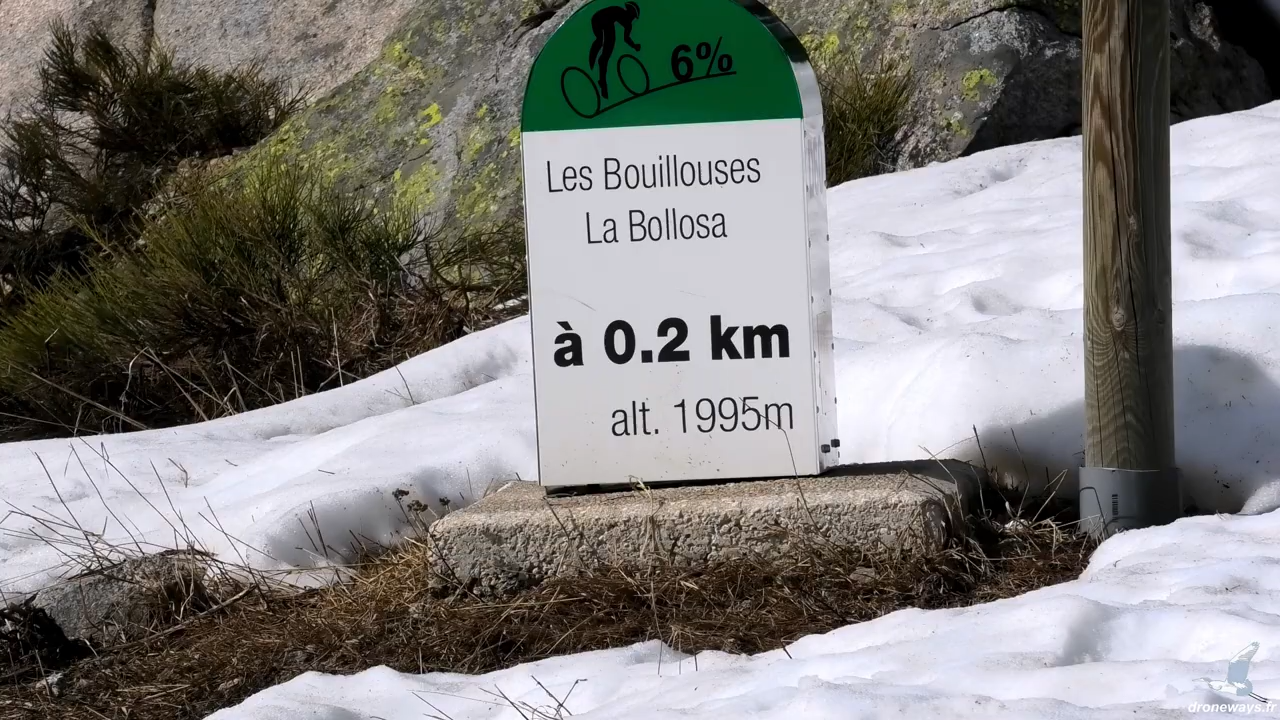 6%
Les Bouillouses
La Bollosa
à 0.2 km
alt. 1995m
droneways.fr